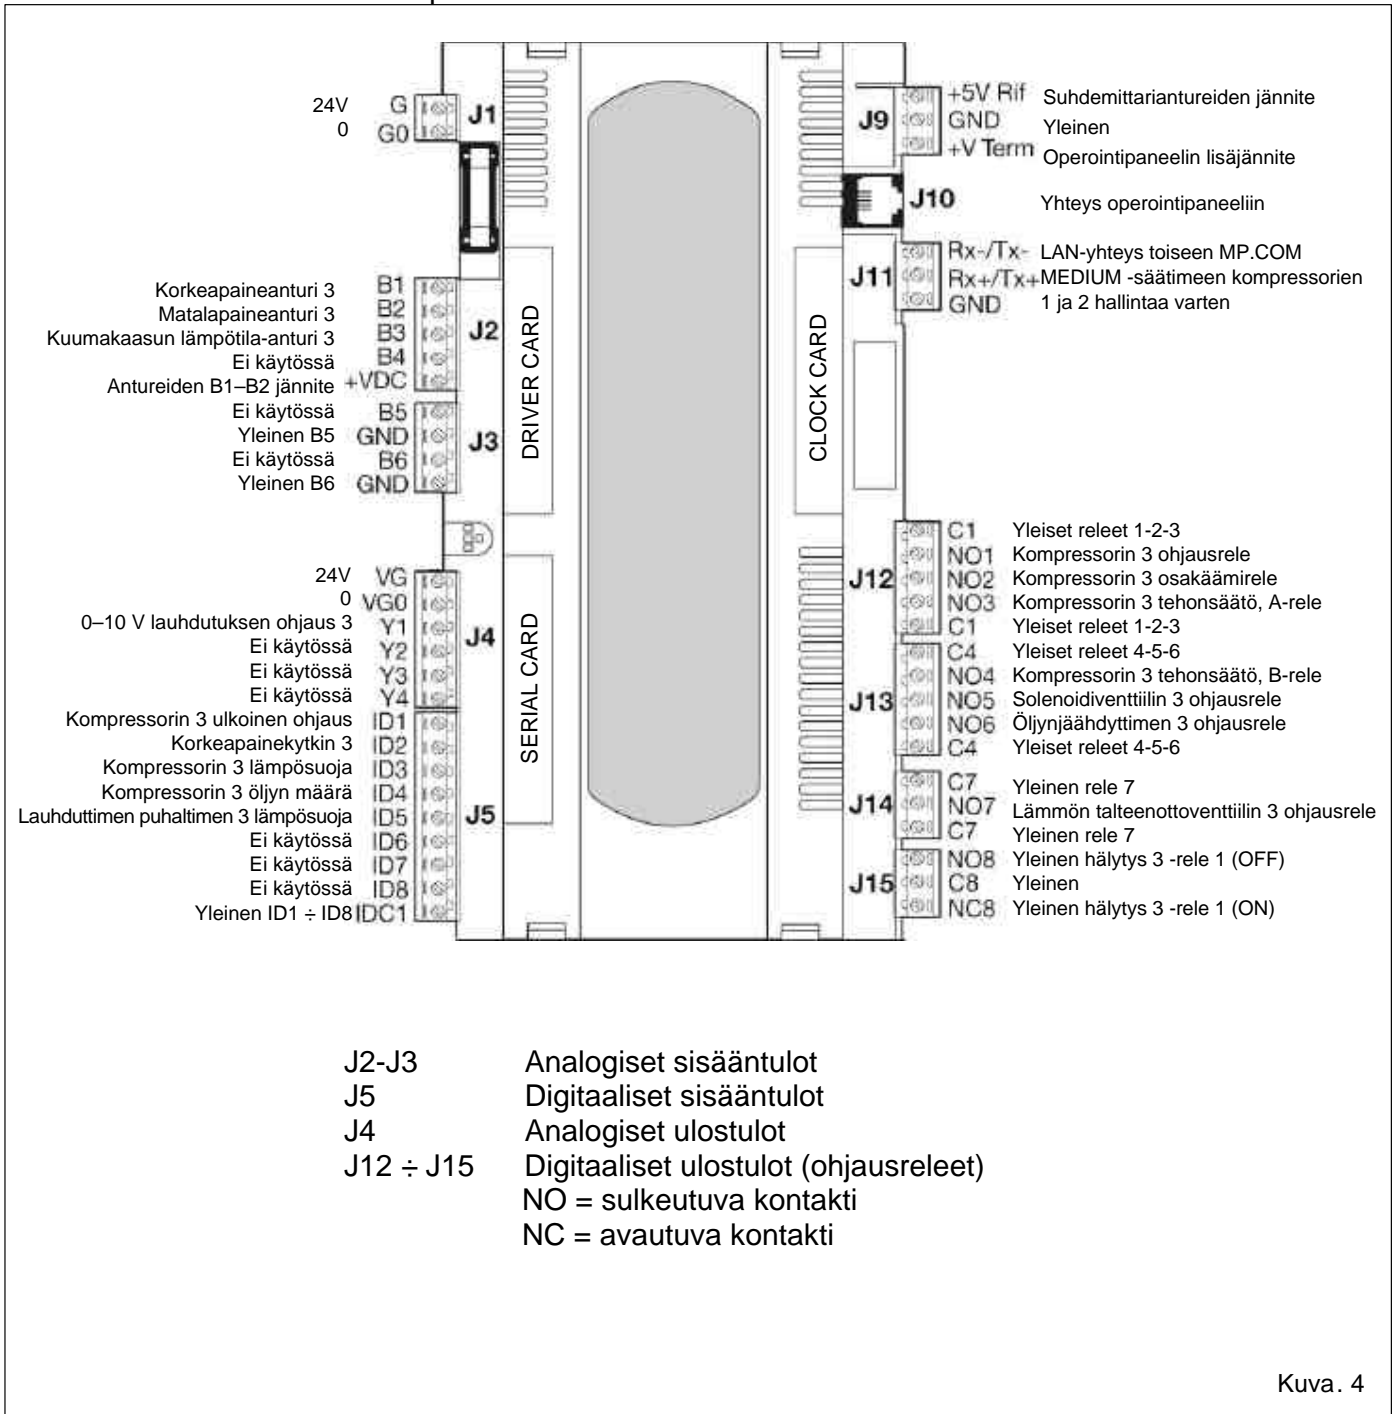 24V G
0 G0
J1
Korkeapaineanturi 3 B1
Matalapaineanturi 3 B2
Kuumakaasun lämpötila-anturi 3 B3
Ei käytössä B4
Antureiden B1–B2 jännite +VDC
J2
Ei käytössä B5
Yleinen B5 GND
Ei käytössä B6
Yleinen B6 GND
J3
24V VG
0 VG0
0–10 V lauhdutuksen ohjaus 3 Y1
Ei käytössä Y2
Ei käytössä Y3
Ei käytössä Y4
J4
Kompressorin 3 ulkoinen ohjaus ID1
Korkeapainekytkin 3 ID2
Kompressorin 3 lämpösuoja ID3
Kompressorin 3 öljyn määrä ID4
Lauhduttimen puhaltimen 3 lämpösuoja ID5
Ei käytössä ID6
Ei käytössä ID7
Ei käytössä ID8
Yleinen ID1 ÷ ID8 IDC1
J5
DRIVER CARD
SERIAL CARD
CLOCK CARD
J9
+5V Rif Suhdemittariantureiden jännite
GND Yleinen
+V Term Operointipaneelin lisäjännite
J10 Yhteys operointipaneeliin
J11
Rx-/Tx- LAN-yhteys toiseen MP.COM
Rx+/Tx+ MEDIUM -säätimeen kompressorien
GND 1 ja 2 hallintaa varten
J12
C1 Yleiset releet 1-2-3
NO1 Kompressorin 3 ohjausrele
NO2 Kompressorin 3 osakäämirele
NO3 Kompressorin 3 tehonsäätö, A-rele
C1 Yleiset releet 1-2-3
J13
C4 Yleiset releet 4-5-6
NO4 Kompressorin 3 tehonsäätö, B-rele
NO5 Solenoidiventtiilin 3 ohjausrele
NO6 Öljynjäähdyttimen 3 ohjausrele
C4 Yleiset releet 4-5-6
J14
C7 Yleinen rele 7
NO7 Lämmön talteenottoventtiilin 3 ohjausrele
C7 Yleinen rele 7
J15
NO8 Yleinen hälytys 3 -rele 1 (OFF)
C8 Yleinen
NC8 Yleinen hälytys 3 -rele 1 (ON)
J2-J3 Analogiset sisääntulot
J5 Digitaaliset sisääntulot
J4 Analogiset ulostulot
J12 ÷ J15 Digitaaliset ulostulot (ohjausreleet)
NO = sulkeutuva kontakti
NC = avautuva kontakti
Kuva. 4